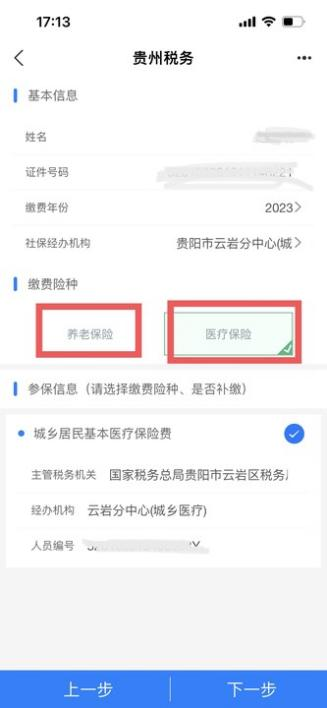 17:13
贵州税务
基本信息
姓名
证件号码
缴费年份 2023
社保经办机构 贵阳市云岩分中心(城
缴费险种
养老保险 医疗保险
参保信息（请选择缴费险种、是否补缴）
城乡居民基本医疗保险费
主管税务机关 国家税务总局贵阳市云岩区税务
经办机构 云岩分中心(城乡医疗)
人员编号
上一步 下一步